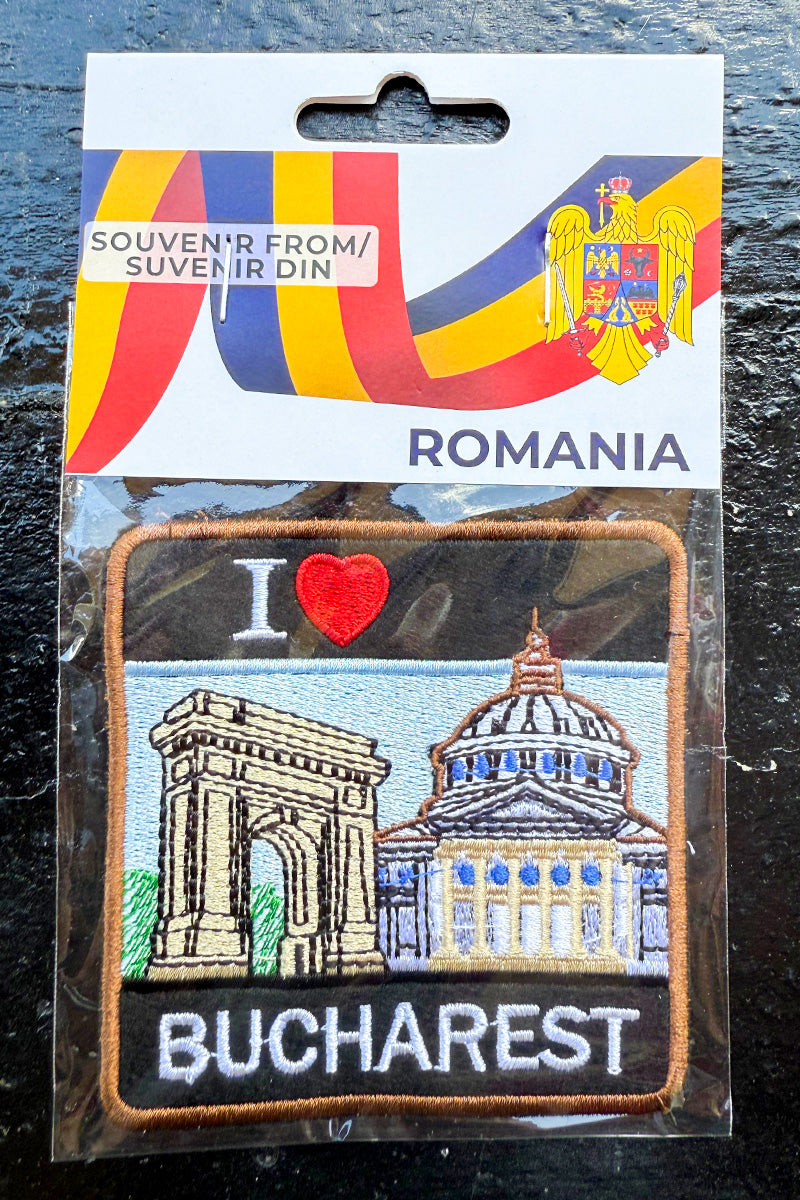 SOUVENIR FROM/
SUVENIR DIN
ROMANIA
I
BUCHAREST